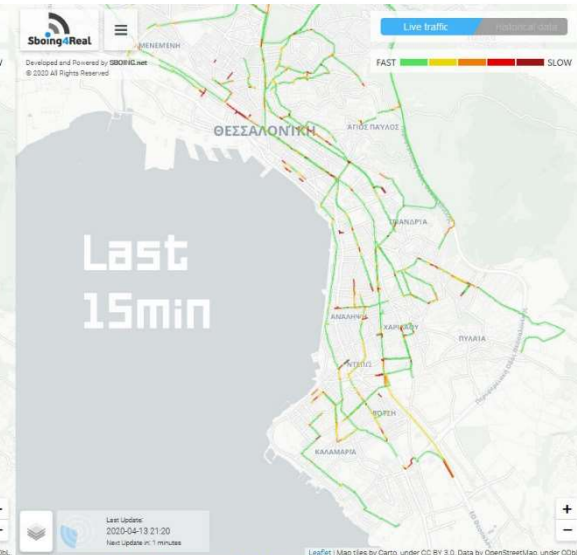 Sboing4Real
Developed and Powered by SBOING.net
© 2020 All Rights Reserved
Live traffic
historical data
FAST
SLOW
ΜΕΝΕΜΕΝΗ
ΘΕΣΣΑΛΟΝΙΚΗ
ΑΓΙΟΣ ΠΑΥΛΟΣ
ΤΡΙΑΝΔΡΙΑ
Last
15min
ΑΝΑΛΗΨΗ
ΧΑΡΙΛΑΟΥ
ΠΥΛΑΙΑ
ΝΤΕΠΩ
ΒΟΤΣΗ
ΚΑΛΑΜΑΡΙΑ
Last Update:
2020-04-13 21:20
Next Update in: 1 minutes
+
−
Leaflet | Map tiles by Carto, under CC BY 3.0. Data by OpenStreetMap, under ODbL